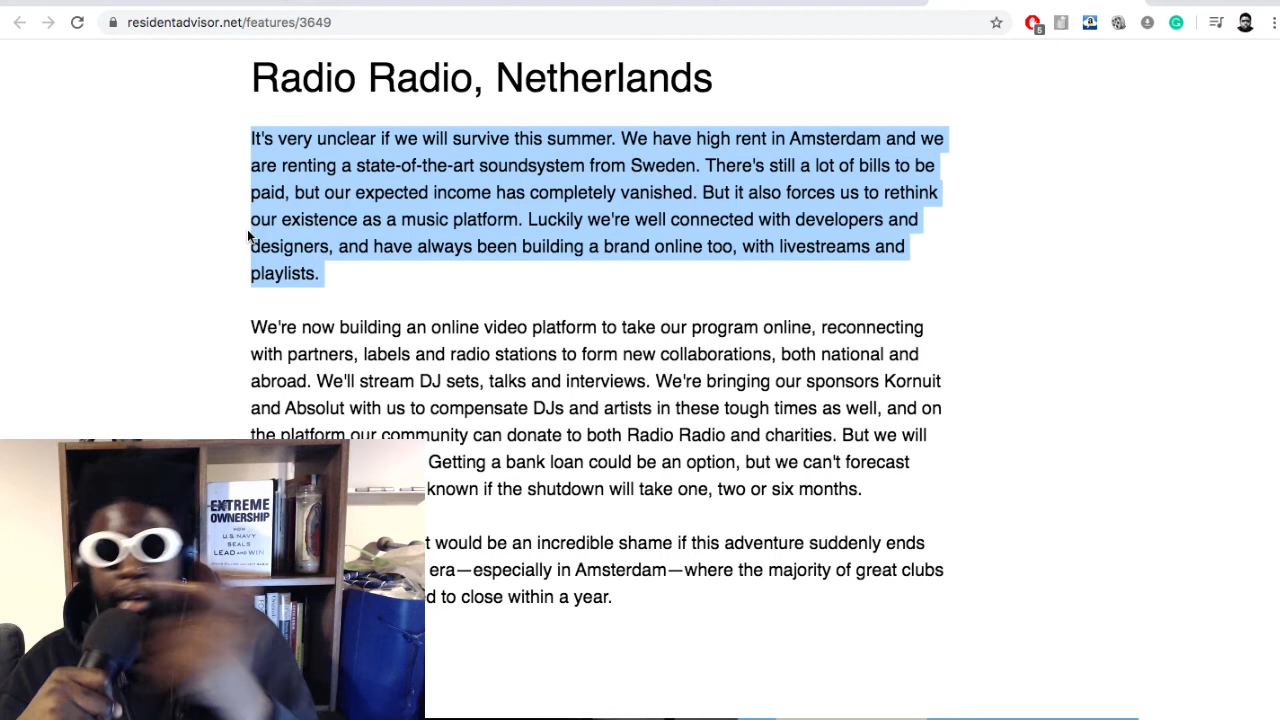 residentadvisor.net/features/3649
5
Radio Radio, Netherlands
It's very unclear if we will survive this summer. We have high rent in Amsterdam and we
are renting a state-of-the-art soundsystem from Sweden. There's still a lot of bills to be
paid, but our expected income has completely vanished. But it also forces us to rethink
our existence as a music platform. Luckily we're well connected with developers and
designers, and have always been building a brand online too, with livestreams and
playlists.
We're now building an online video platform to take our program online, reconnecting
with partners, labels and radio stations to form new collaborations, both national and
abroad. We'll stream DJ sets, talks and interviews. We're bringing our sponsors Kornuit
and Absolut with us to compensate DJs and artists in these tough times as well, and on
the platform our community can donate to both Radio Radio and charities. But we will
Getting a bank loan could be an option, but we can't forecast
known if the shutdown will take one, two or six months.
t would be an incredible shame if this adventure suddenly ends
era—especially in Amsterdam—where the majority of great clubs
d to close within a year.
EXTREME
OWNERSHIP
HOW
U.S. NAVY
SEALS
LEAD AND WIN